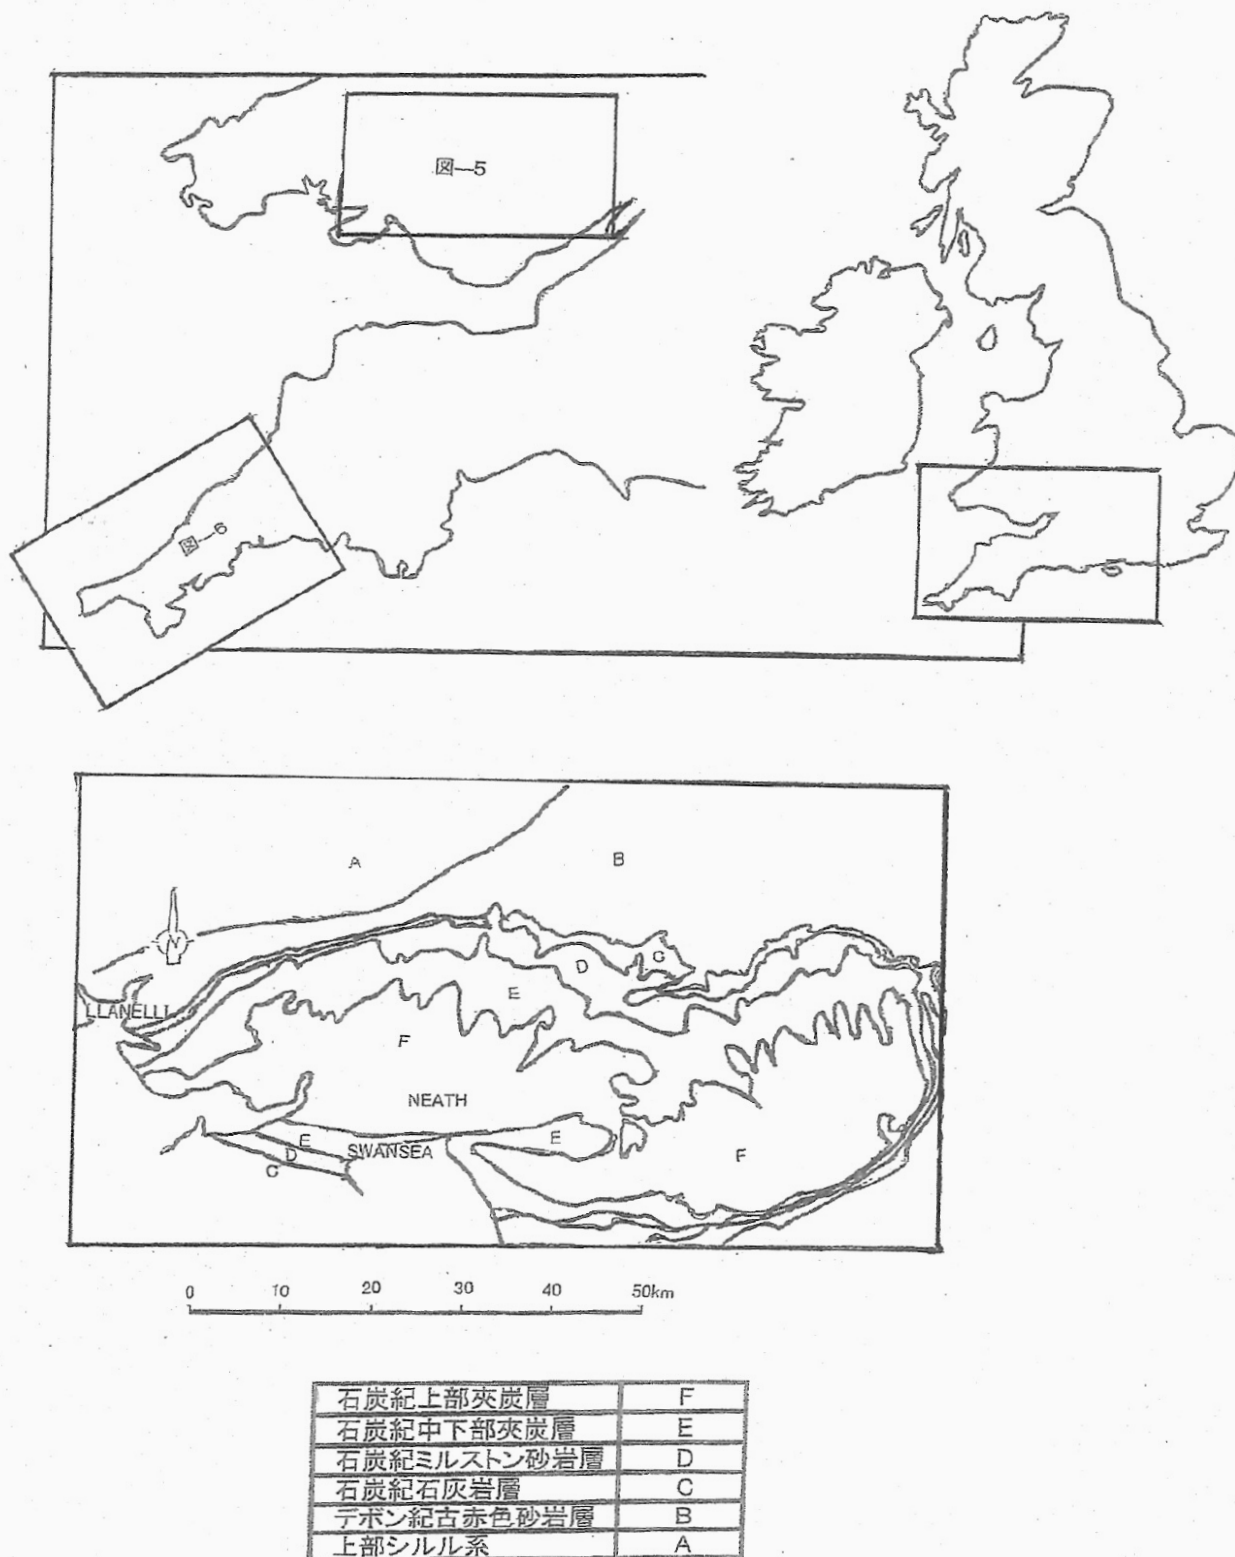 図―5
図―6
A
B
C
D
E
N
LLANELLI
F
NEATH
E
SWANSEA
E
D
C
F
0 10 20 30 40 50km
石炭紀上部夾炭層 F
石炭紀中下部夾炭層 E
石炭紀ミルストン砂岩層 D
石炭紀石灰岩層 C
デボン紀古赤色砂岩層 B
上部シルル系 A